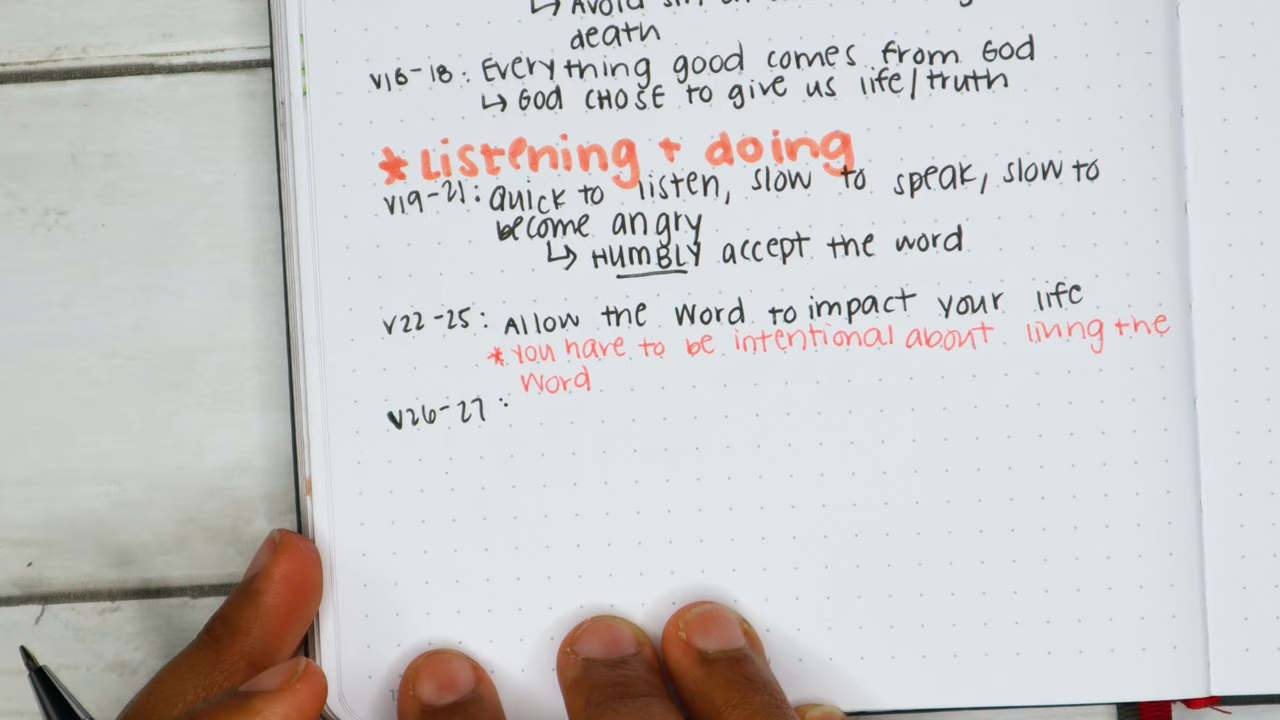 ↳ Avoid
death
v16-18: Everything good comes from God
↳ God CHOSE to give us life/truth
*Listening + doing
v19-21: Quick to listen, slow to speak, slow to
become angry
↳ HUMBLY accept the word
v22-25: Allow the Word to impact your life
*You have to be intentional about living the
Word
v26-27: